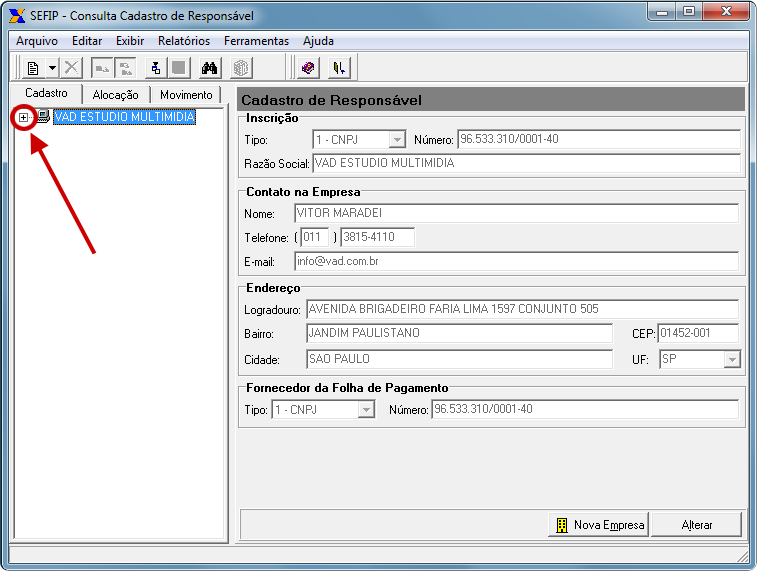 SEFIP - Consulta Cadastro de Responsável
Arquivo Editar Exibir Relatórios Ferramentas Ajuda
Cadastro Alocação Movimento
VAD ESTUDIO MULTIMIDIA
Cadastro de Responsável
Inscrição
Tipo: 1 - CNPJ Número: 96.533.310/0001-40
Razão Social: VAD ESTUDIO MULTIMIDIA
Contato na Empresa
Nome: VITOR MARADEI
Telefone: ( 011 ) 3815-4110
E-mail: info@vad.com.br
Endereço
Logradouro: AVENIDA BRIGADEIRO FARIA LIMA 1597 CONJUNTO 505
Bairro: JANDIM PAULISTANO CEP: 01452-001
Cidade: SAO PAULO UF: SP
Fornecedor da Folha de Pagamento
Tipo: 1 - CNPJ Número: 96.533.310/0001-40
Nova Empresa Alterar